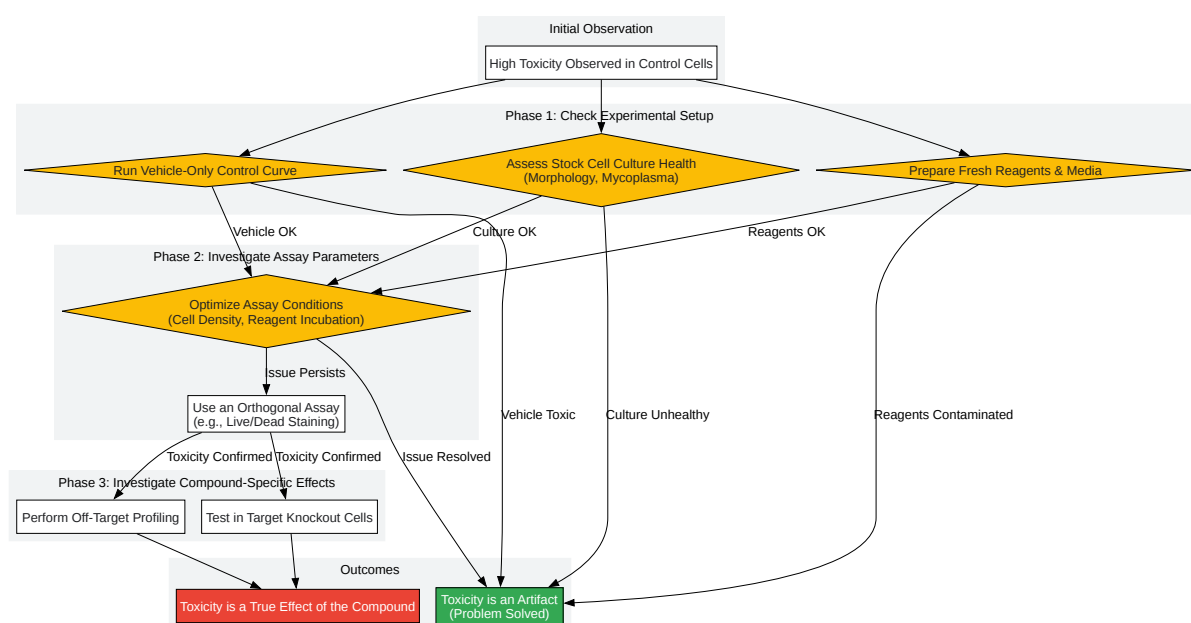 Initial Observation
High Toxicity Observed in Control Cells
Phase 1: Check Experimental Setup
Run Vehicle-Only Control Curve
Assess Stock Cell Culture Health
(Morphology, Mycoplasma)
Prepare Fresh Reagents & Media
Vehicle OK
Culture OK
Reagents OK
Phase 2: Investigate Assay Parameters
Optimize Assay Conditions
(Cell Density, Reagent Incubation)
Issue Persists
Use an Orthogonal Assay
(e.g., Live/Dead Staining)
Vehicle Toxic
Culture Unhealthy
Reagents Contaminated
Toxicity Confirmed
Toxicity Confirmed
Issue Resolved
Phase 3: Investigate Compound-Specific Effects
Perform Off-Target Profiling
Test in Target Knockout Cells
Outcomes
Toxicity is a True Effect of the Compound
Toxicity is an Artifact
(Problem Solved)